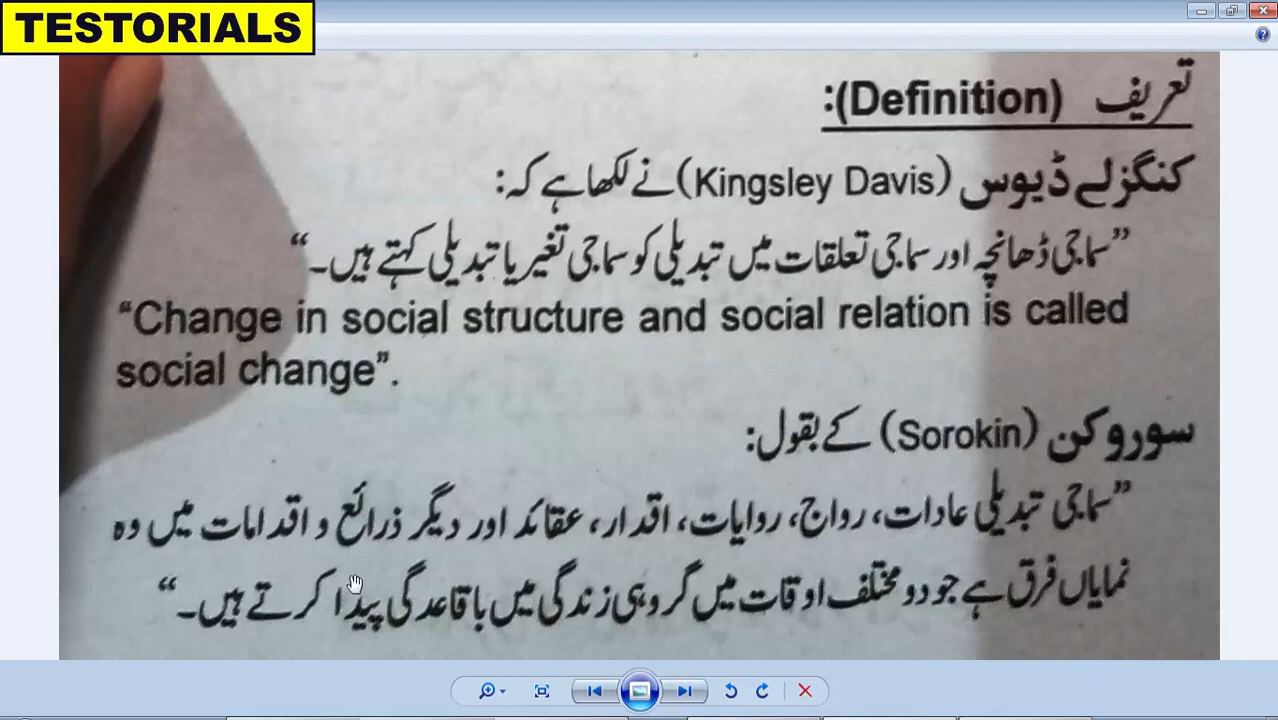 TESTORIALS
تعریف (Definition):
کنگزلے ڈیوس (Kingsley Davis) نے لکھا ہے کہ:
”سماجی ڈھانچہ اور سماجی تعلقات میں تبدیلی کو سماجی تغیر یا تبدیلی کہتے ہیں۔“
“Change in social structure and social relation is called
social change”.
سوروکن (Sorokin) کے بقول:
”سماجی تبدیلی عادات، رواج، روایات، اقدار، عقائد اور دیگر ذرائع و اقدامات میں وہ
نمایاں فرق ہے جو دو مختلف اوقات میں گروہی زندگی میں باقاعدگی پیدا کرتے ہیں۔“